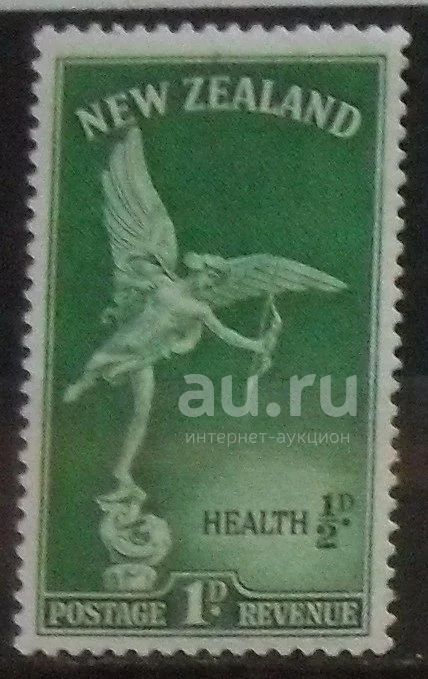 NEW ZEALAND
au.ru
интернет-аукцион
HEALTH ½D.
POSTAGE 1D. REVENUE